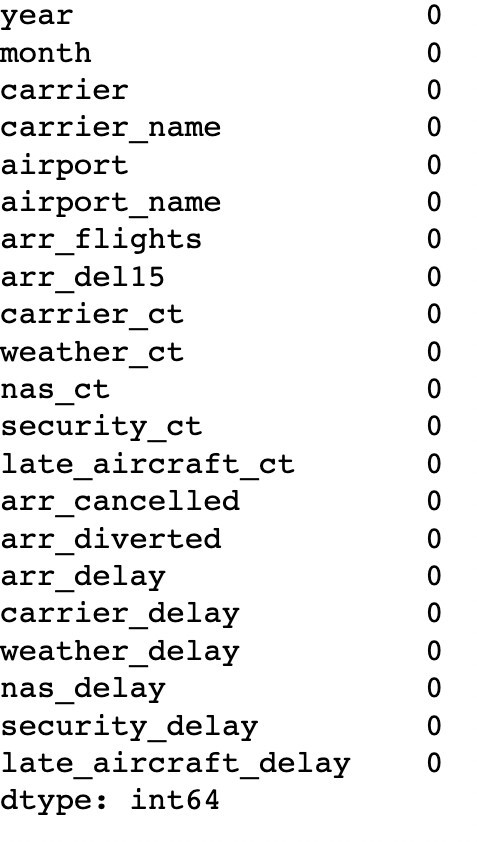 year 0
month 0
carrier 0
carrier_name 0
airport 0
airport_name 0
arr_flights 0
arr_del15 0
carrier_ct 0
weather_ct 0
nas_ct 0
security_ct 0
late_aircraft_ct 0
arr_cancelled 0
arr_diverted 0
arr_delay 0
carrier_delay 0
weather_delay 0
nas_delay 0
security_delay 0
late_aircraft_delay 0
dtype: int64